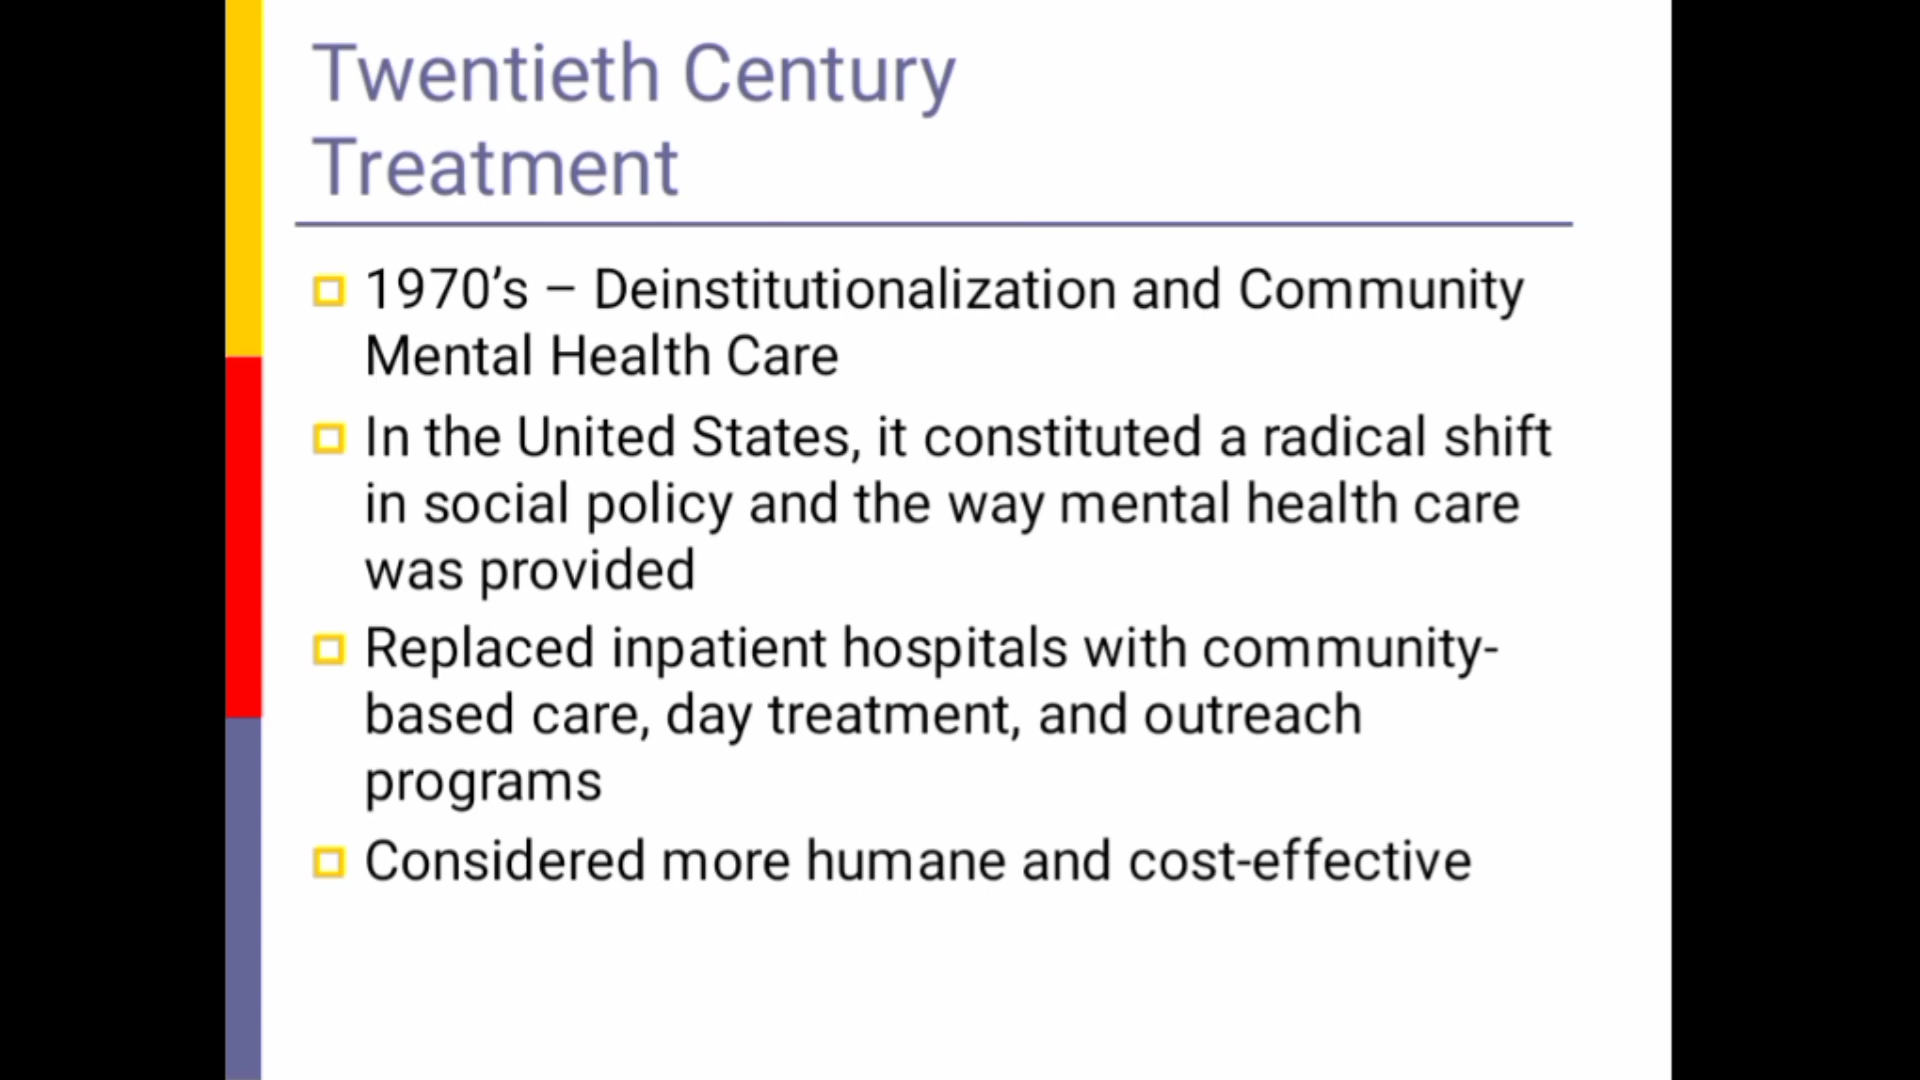 Twentieth Century
Treatment
1970’s – Deinstitutionalization and Community
Mental Health Care
In the United States, it constituted a radical shift
in social policy and the way mental health care
was provided
Replaced inpatient hospitals with community-
based care, day treatment, and outreach
programs
Considered more humane and cost-effective